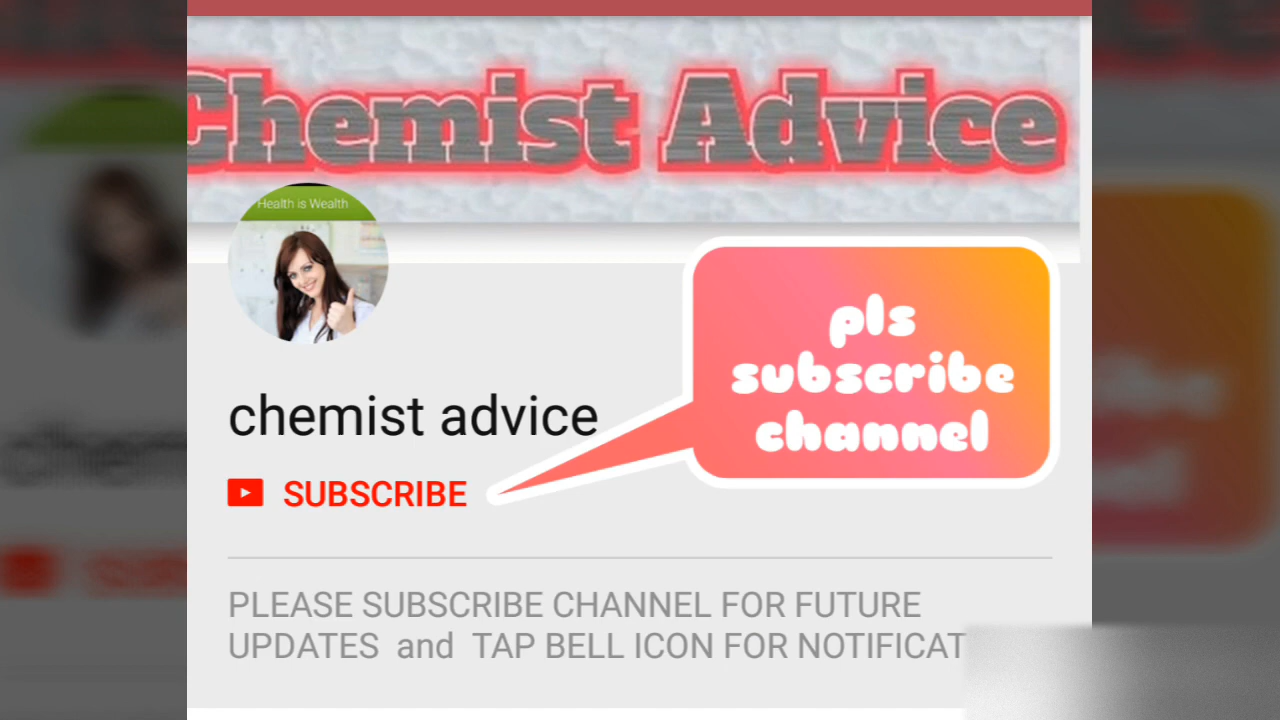 Chemist Advice
Health is Wealth
pls
subscribe
channel
chemist advice
SUBSCRIBE
PLEASE SUBSCRIBE CHANNEL FOR FUTURE
UPDATES and TAP BELL ICON FOR NOTIFICAT